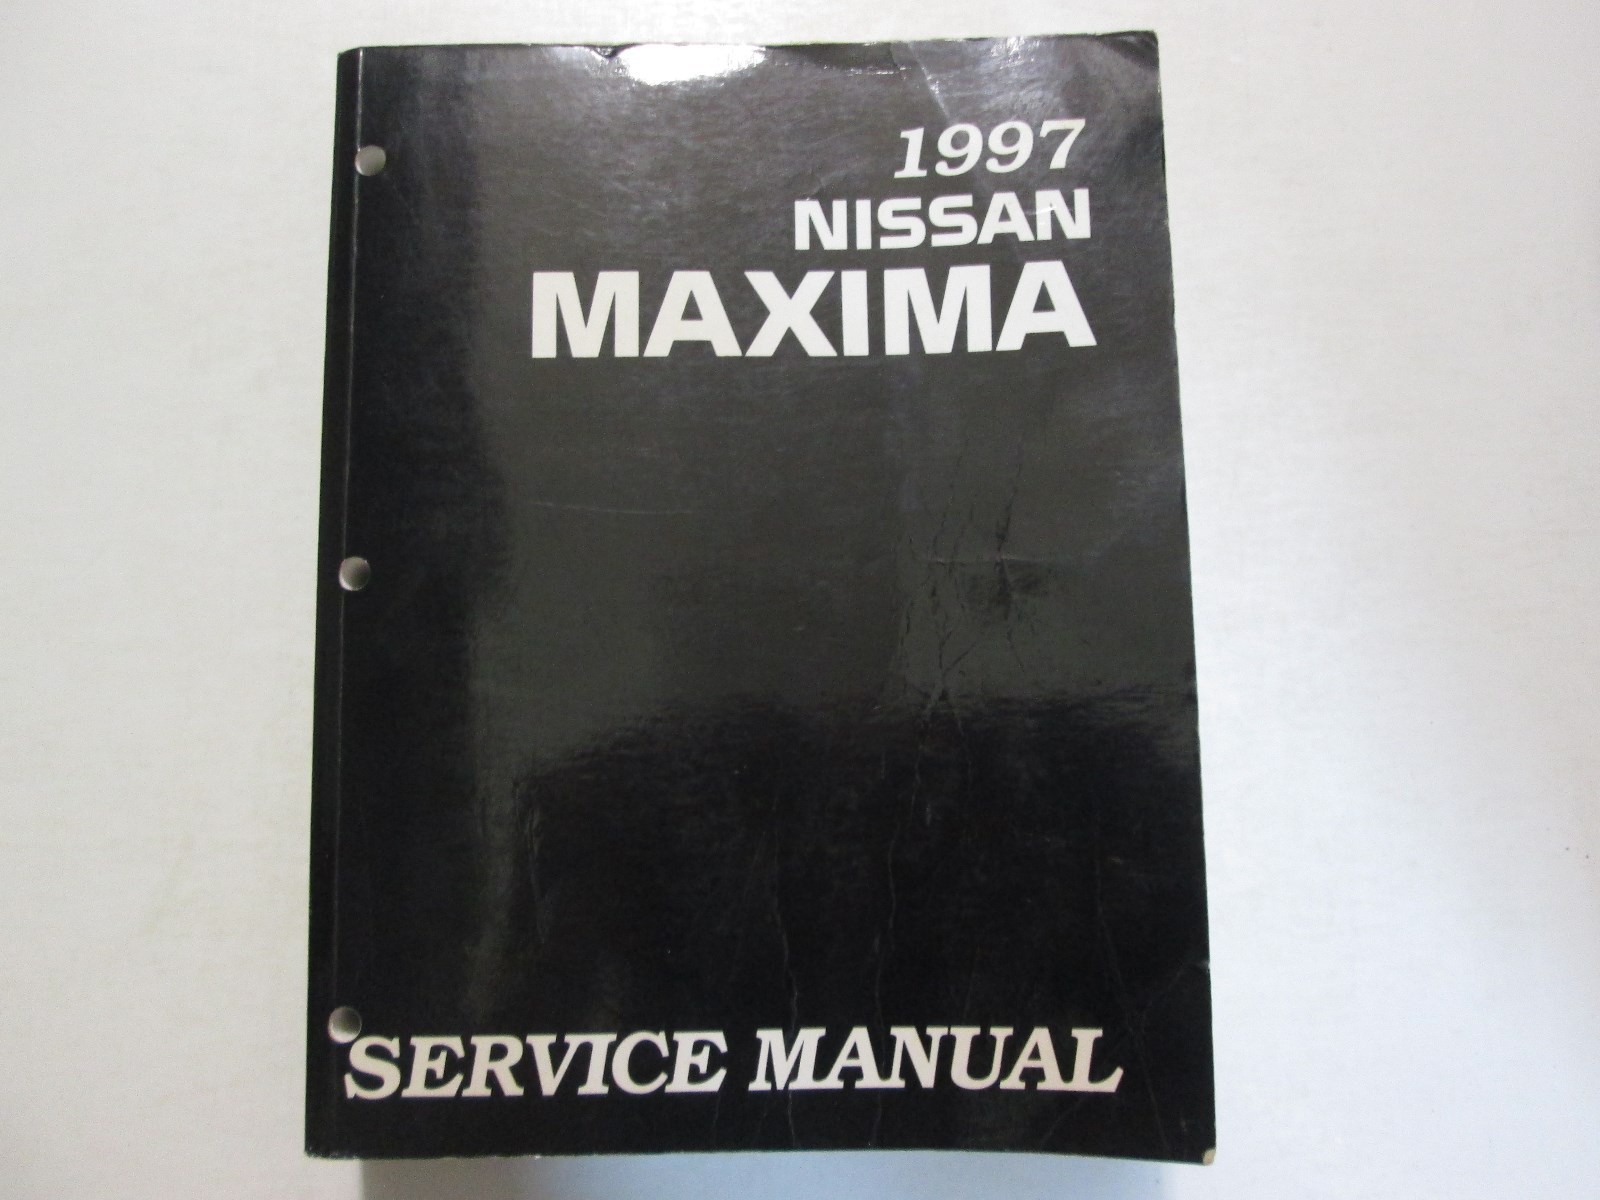 1997
NISSAN
MAXIMA
SERVICE MANUAL